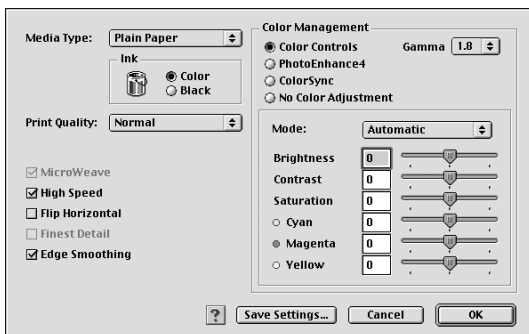 Media Type: Plain Paper
Ink
Color
Black
Print Quality: Normal
MicroWeave
High Speed
Flip Horizontal
Finest Detail
Edge Smoothing
Color Management
Color Controls Gamma 1.8
PhotoEnhance4
ColorSync
No Color Adjustment
Mode: Automatic
Brightness 0
Contrast 0
Saturation 0
Cyan 0
Magenta 0
Yellow 0
? Save Settings... Cancel OK